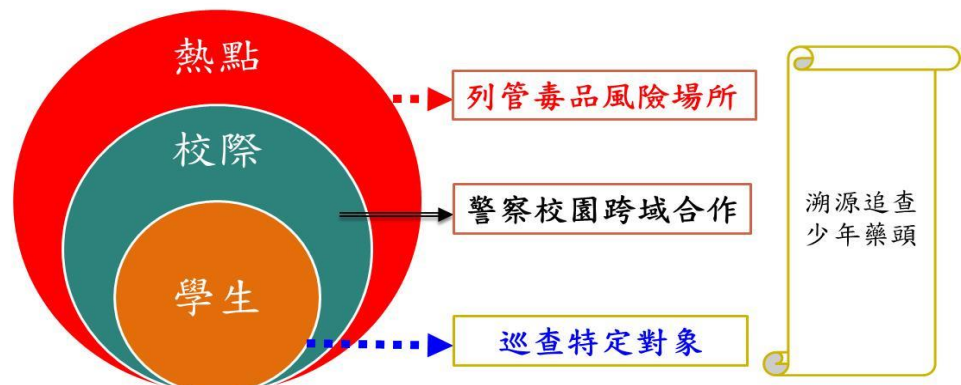 熱點
列管毒品風險場所
校際
警察校園跨域合作
學生
巡查特定對象
溯源追查
少年藥頭